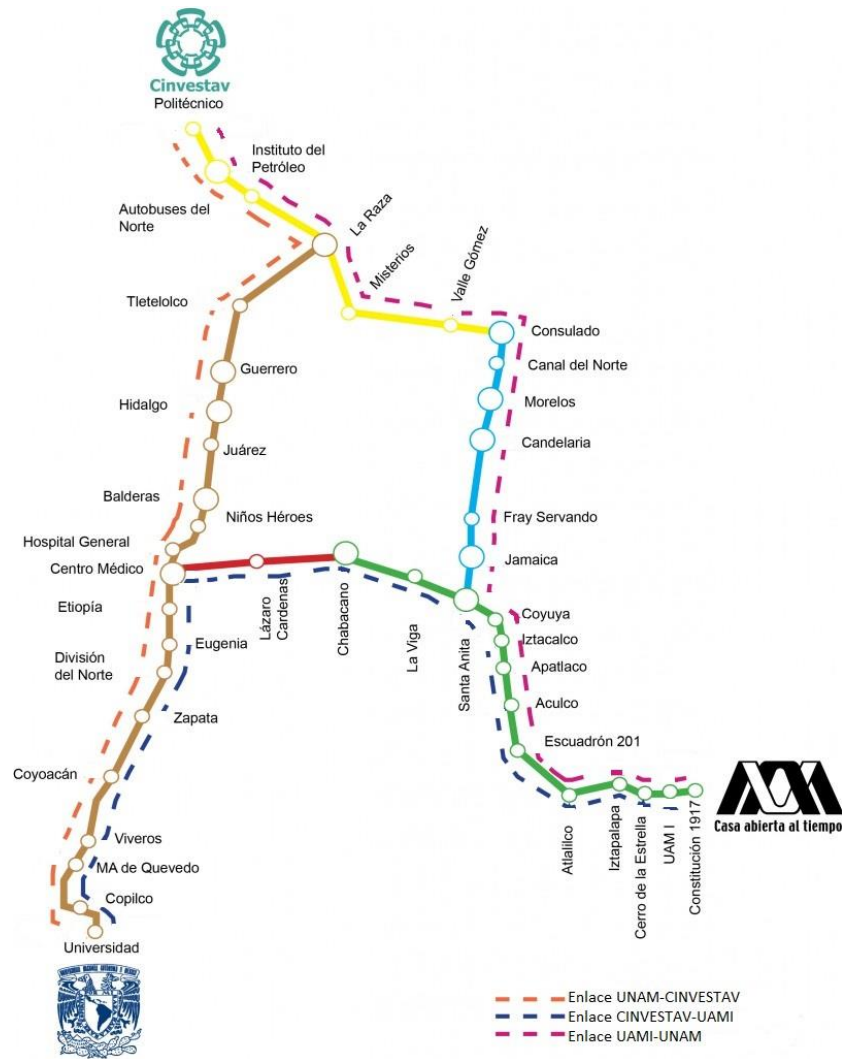 Cinvestav
Politécnico
Instituto del
Petróleo
Autobuses del
Norte
La Raza
Misterios
Valle Gómez
Tletelolco
Consulado
Canal del Norte
Guerrero
Morelos
Hidalgo
Candelaria
Juárez
Balderas
Niños Héroes
Fray Servando
Hospital General
Jamaica
Centro Médico
Etiopía
Lázaro
Cardenas
Chabacano
La Viga
Santa Anita
Coyuya
Eugenia
Iztacalco
División
del Norte
Apatlaco
Aculco
Zapata
Escuadrón 201
Coyoacán
Casa abierta al tiempo
Viveros
Atlalilco
Iztapalapa
Cerro de la Estrella
UAM I
Constitución 1917
MA de Quevedo
Copilco
Universidad
Enlace UNAM-CINVESTAV
Enlace CINVESTAV-UAMI
Enlace UAMI-UNAM